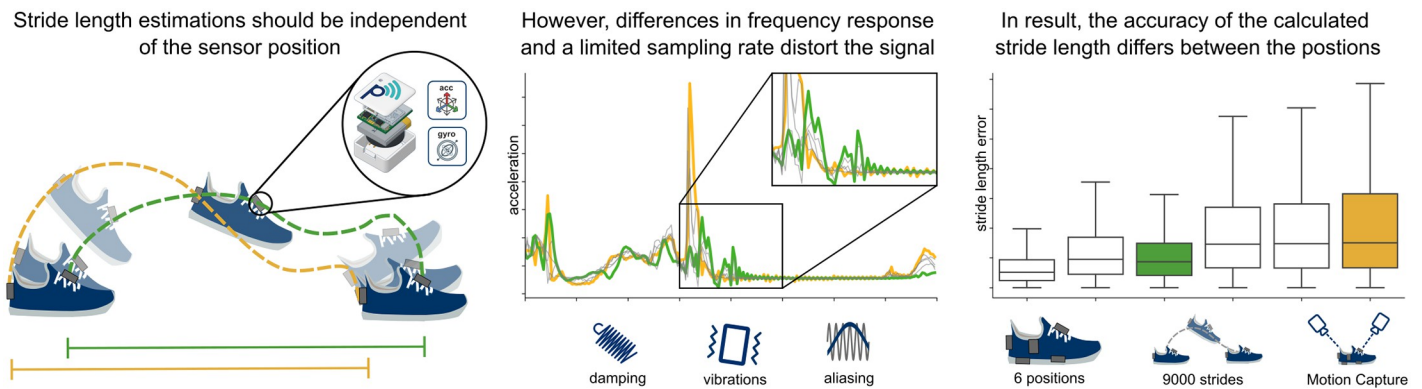 Stride length estimations should be independent
of the sensor position
acc
gyro
However, differences in frequency response
and a limited sampling rate distort the signal
acceleration
damping
vibrations
aliasing
In result, the accuracy of the calculated
stride length differs between the postions
stride length error
6 positions
9000 strides
Motion Capture